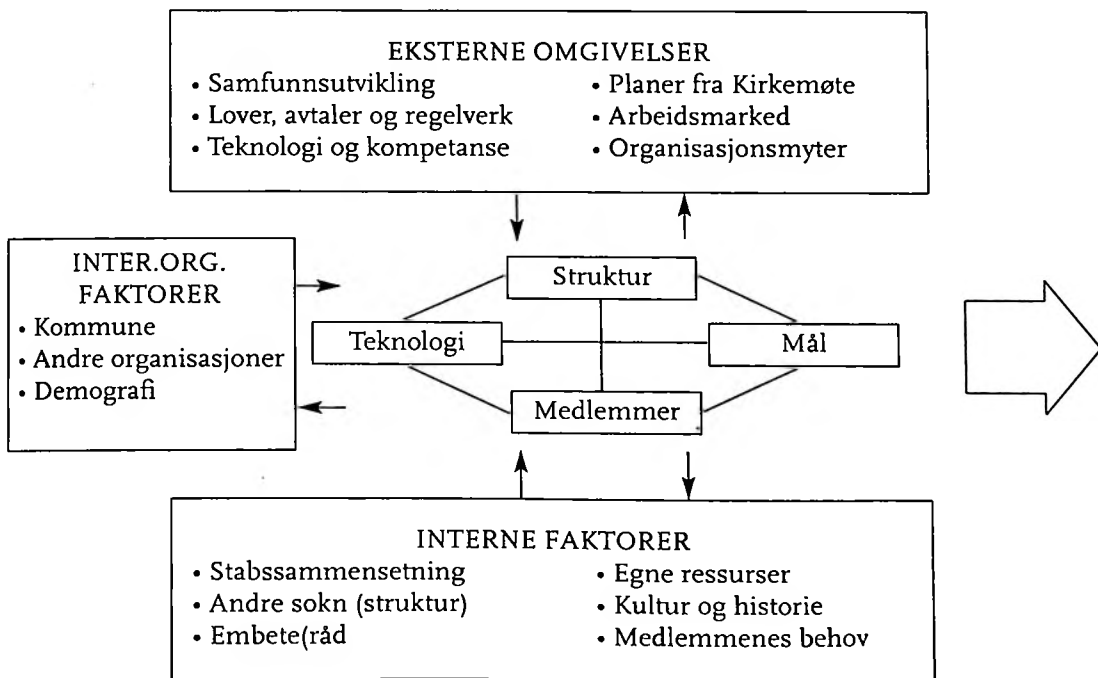 EKSTERNE OMGIVELSER
• Samfunnsutvikling
• Lover, avtaler og regelverk
• Teknologi og kompetanse
• Planer fra Kirkemøte
• Arbeidsmarked
• Organisasjonsmyter
INTER.ORG.
FAKTORER
• Kommune
• Andre organisasjoner
• Demografi
Struktur
Teknologi
Mål
Medlemmer
INTERNE FAKTORER
• Stabssammensetning
• Andre sokn (struktur)
• Embete(råd
• Egne ressurser
• Kultur og historie
• Medlemmenes behov